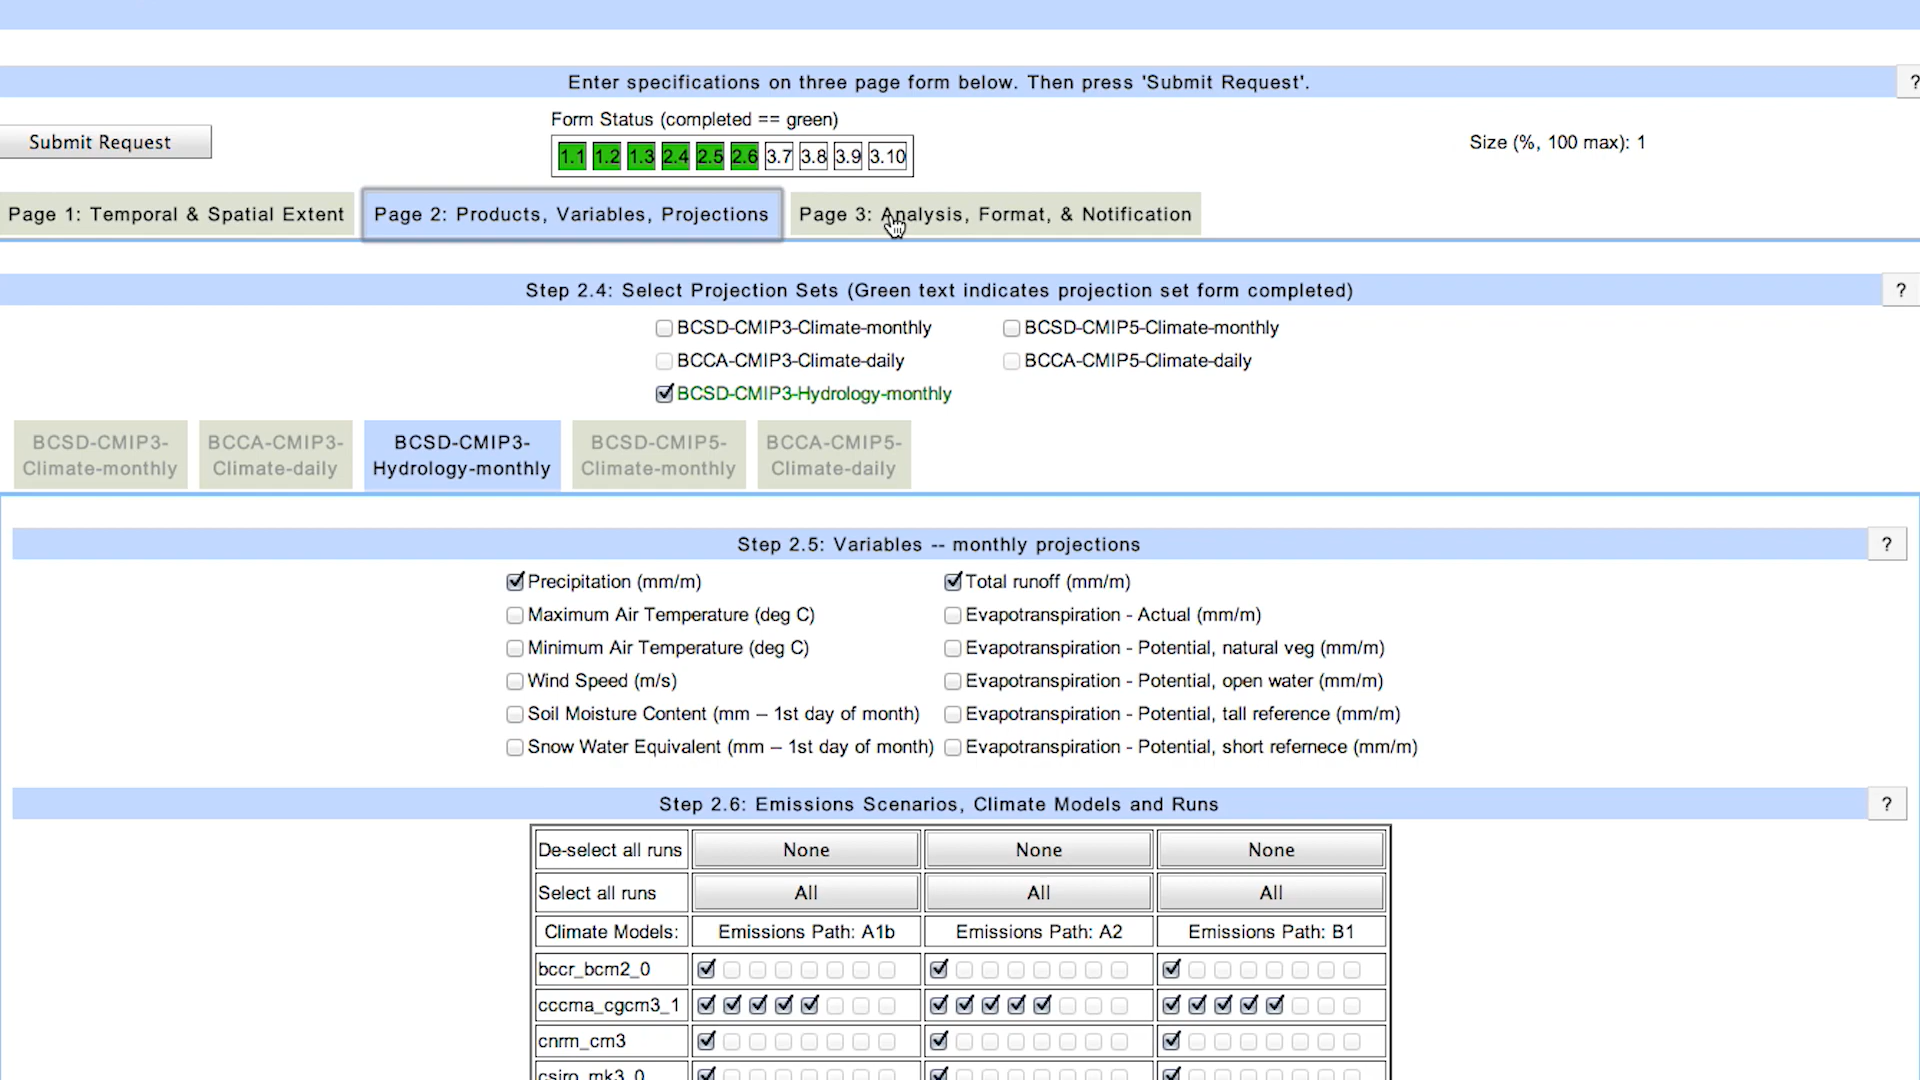 Enter specifications on three page form below. Then press 'Submit Request'.
?
Submit Request
Form Status (completed == green)
1.1 1.2 1.3 2.4 2.5 2.6 3.7 3.8 3.9 3.10
Size (%, 100 max): 1
Page 1: Temporal & Spatial Extent
Page 2: Products, Variables, Projections
Page 3: Analysis, Format, & Notification
Step 2.4: Select Projection Sets (Green text indicates projection set form completed)
?
BCSD-CMIP3-Climate-monthly
BCSD-CMIP5-Climate-monthly
BCCA-CMIP3-Climate-daily
BCCA-CMIP5-Climate-daily
BCSD-CMIP3-Hydrology-monthly
BCSD-CMIP3-
Climate-monthly
BCCA-CMIP3-
Climate-daily
BCSD-CMIP3-
Hydrology-monthly
BCSD-CMIP5-
Climate-monthly
BCCA-CMIP5-
Climate-daily
Step 2.5: Variables -- monthly projections
?
Precipitation (mm/m)
Total runoff (mm/m)
Maximum Air Temperature (deg C)
Evapotranspiration - Actual (mm/m)
Minimum Air Temperature (deg C)
Evapotranspiration - Potential, natural veg (mm/m)
Wind Speed (m/s)
Evapotranspiration - Potential, open water (mm/m)
Soil Moisture Content (mm – 1st day of month)
Evapotranspiration - Potential, tall reference (mm/m)
Snow Water Equivalent (mm – 1st day of month)
Evapotranspiration - Potential, short refernece (mm/m)
Step 2.6: Emissions Scenarios, Climate Models and Runs
?
De-select all runs None None None
Select all runs All All All
Climate Models: Emissions Path: A1b Emissions Path: A2 Emissions Path: B1
bccr_bcm2_0
cccma_cgcm3_1
cnrm_cm3
csiro_mk3_0